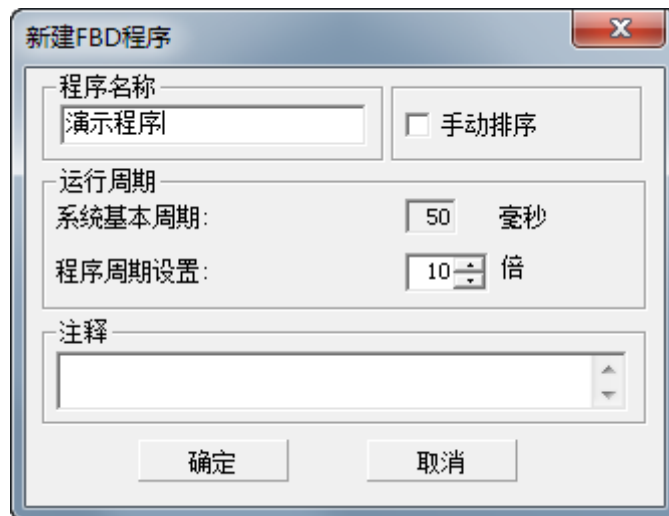 新建FBD程序
程序名称
演示程序
手动排序
运行周期
系统基本周期: 50 毫秒
程序周期设置: 10 倍
注释
确定 取消